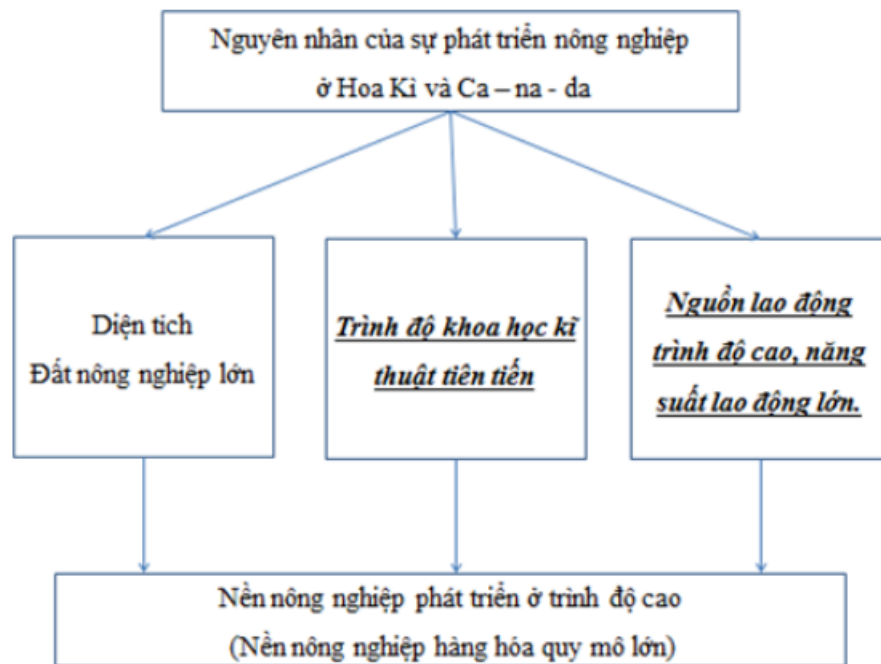 Nguyên nhân của sự phát triển nông nghiệp
ở Hoa Kì và Ca – na - da
Diện tích
Đất nông nghiệp lớn
Trình độ khoa học kĩ
thuật tiên tiến
Nguồn lao động
trình độ cao, năng
suất lao động lớn.
Nền nông nghiệp phát triển ở trình độ cao
(Nền nông nghiệp hàng hóa quy mô lớn)